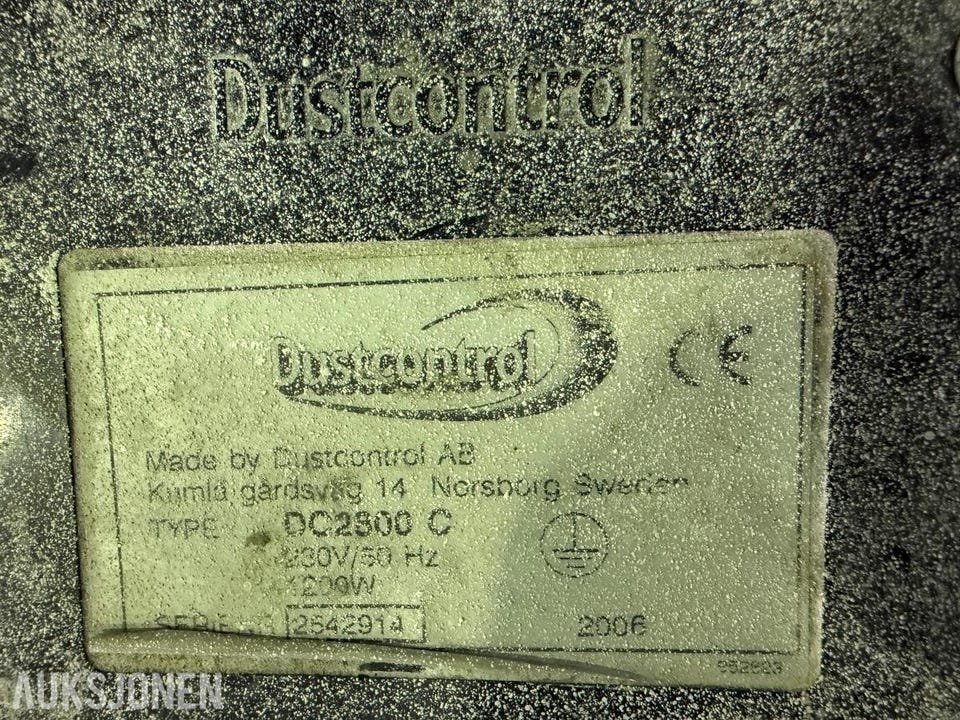 Dustcontrol
Dustcontrol CE
Made by Dustcontrol AB
Kumla gårdsväg 14 Norsborg Sweden
TYPE DC2800 C
230V/50 Hz
1200W
2542914 2006
AUKSJONEN